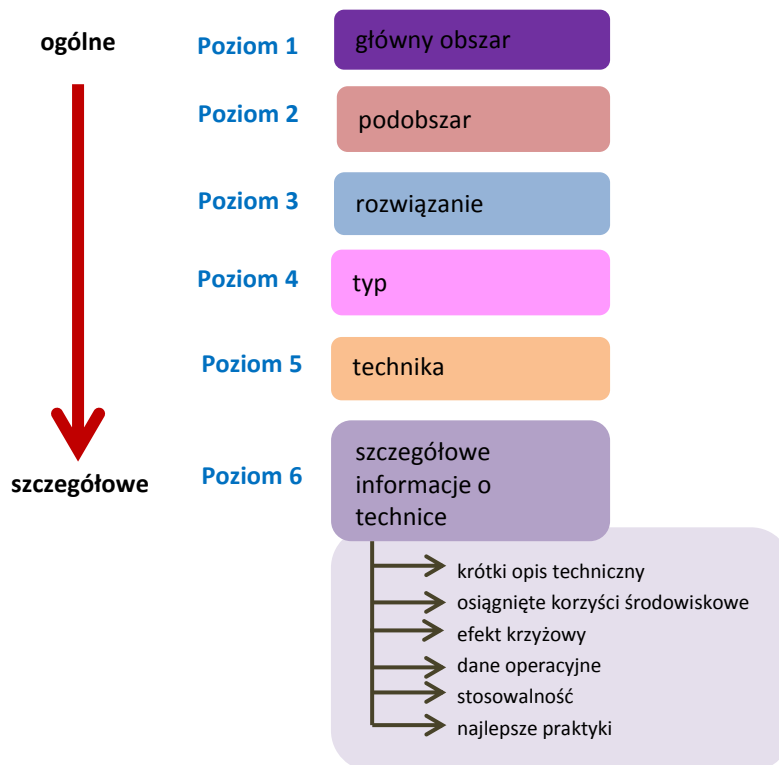 ogólne
Poziom 1
główny obszar
Poziom 2
podobszar
Poziom 3
rozwiązanie
Poziom 4
typ
Poziom 5
technika
szczegółowe
Poziom 6
szczegółowe
informacje o
technice
krótki opis techniczny
osiągnięte korzyści środowiskowe
efekt krzyżowy
dane operacyjne
stosowalność
najlepsze praktyki